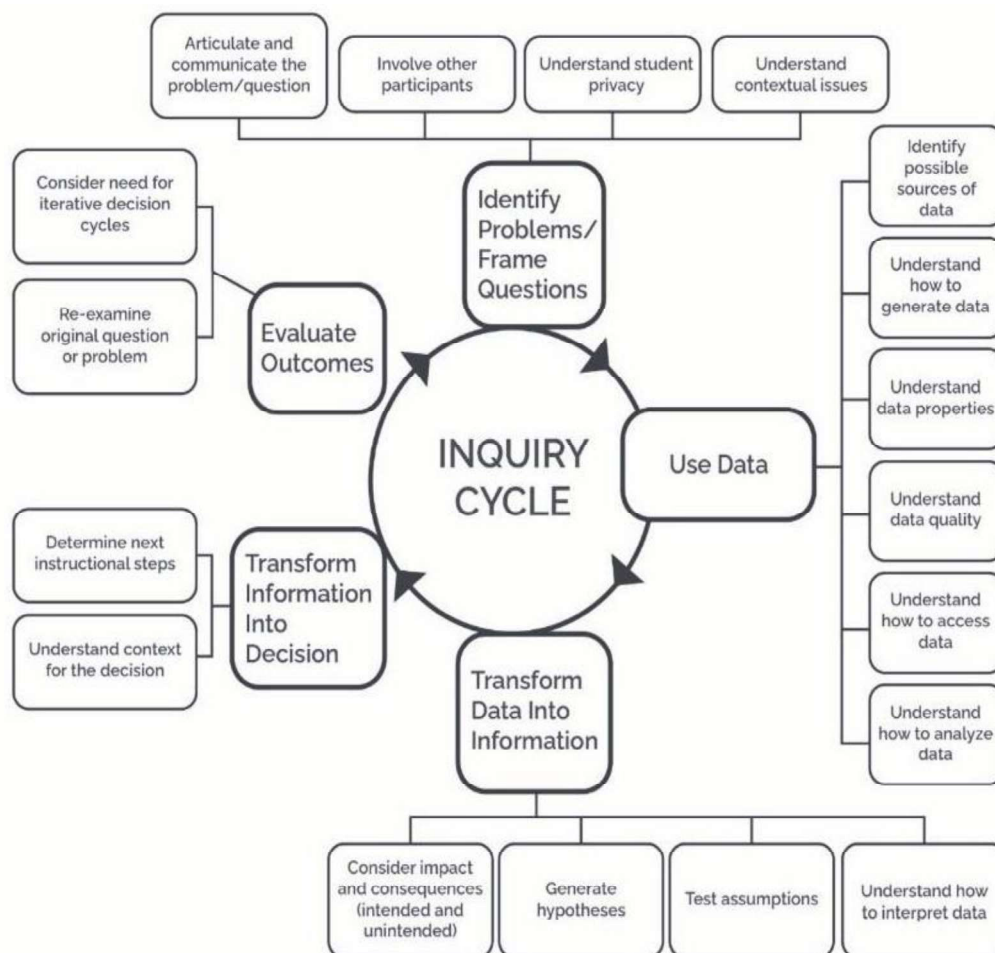 Articulate and
communicate the
problem/question
Involve other
participants
Understand student
privacy
Understand
contextual issues
Identify
Problems/
Frame
Questions
Identify
possible
sources of
data
Understand
how to
generate data
Understand
data properties
Understand
data quality
Understand
how to access
data
Understand
how to analyze
data
Use Data
INQUIRY
CYCLE
Consider need for
iterative decision
cycles
Re-examine
original question
or problem
Evaluate
Outcomes
Determine next
instructional steps
Understand context
for the decision
Transform
Information
Into
Decision
Transform
Data Into
Information
Consider impact
and consequences
(intended and
unintended)
Generate
hypotheses
Test assumptions
Understand how
to interpret data